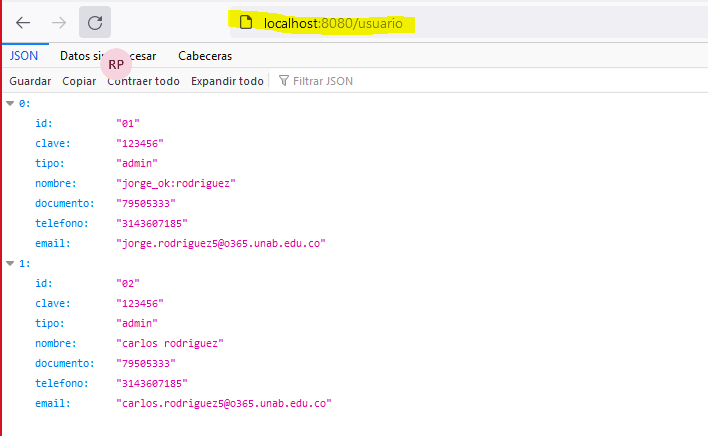 localhost:8080/usuario
JSON Datos sin cesar Cabeceras
RP
Guardar Copiar Contraer todo Expandir todo Filtrar JSON
0:
id: "01"
clave: "123456"
tipo: "admin"
nombre: "jorge_ok:rodriguez"
documento: "79505333"
telefono: "3143607185"
email: "jorge.rodriguez5@o365.unab.edu.co"
1:
id: "02"
clave: "123456"
tipo: "admin"
nombre: "carlos rodriguez"
documento: "79505333"
telefono: "3143607185"
email: "carlos.rodriguez5@o365.unab.edu.co"